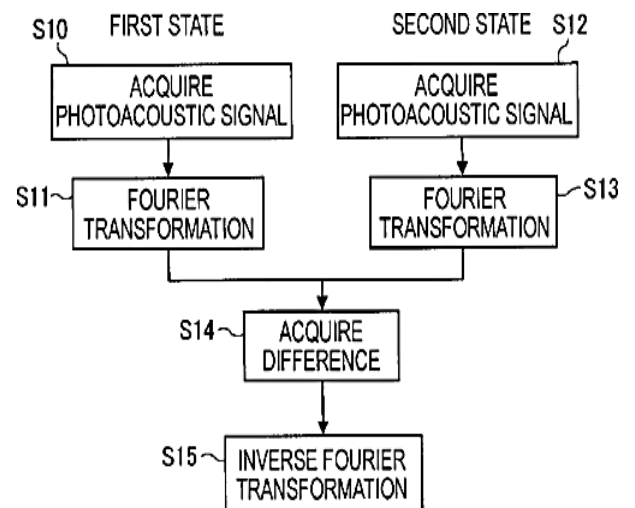 S10
FIRST STATE
SECOND STATE
S12
ACQUIRE
PHOTOACOUSTIC SIGNAL
ACQUIRE
PHOTOACOUSTIC SIGNAL
S11
FOURIER
TRANSFORMATION
FOURIER
TRANSFORMATION
S13
S14
ACQUIRE
DIFFERENCE
S15
INVERSE FOURIER
TRANSFORMATION